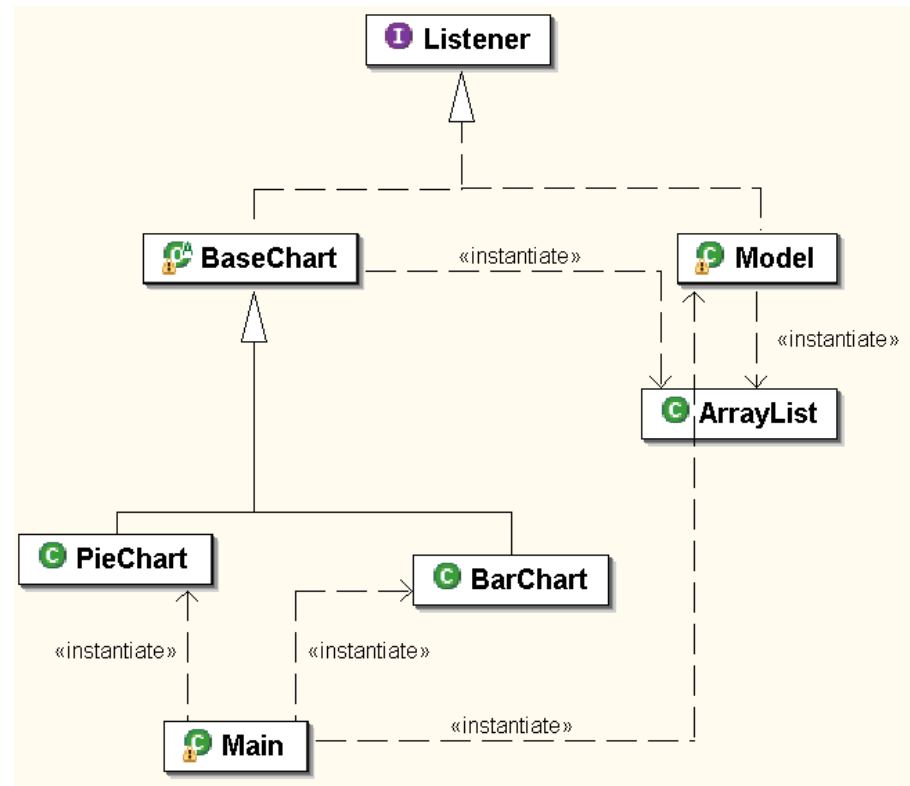 I Listener
C A BaseChart
«instantiate»
C Model
«instantiate»
C ArrayList
C PieChart
C BarChart
«instantiate»
«instantiate»
«instantiate»
C Main